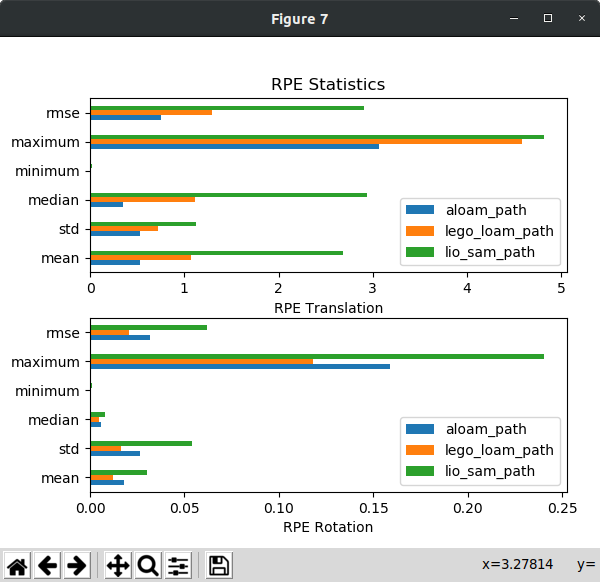 Figure 7
RPE Statistics
rmse
maximum
minimum
median
std
mean
aloam_path
lego_loam_path
lio_sam_path
0 1 2 3 4 5
RPE Translation
rmse
maximum
minimum
median
std
mean
aloam_path
lego_loam_path
lio_sam_path
0.00 0.05 0.10 0.15 0.20 0.25
RPE Rotation
x=3.27814 y=